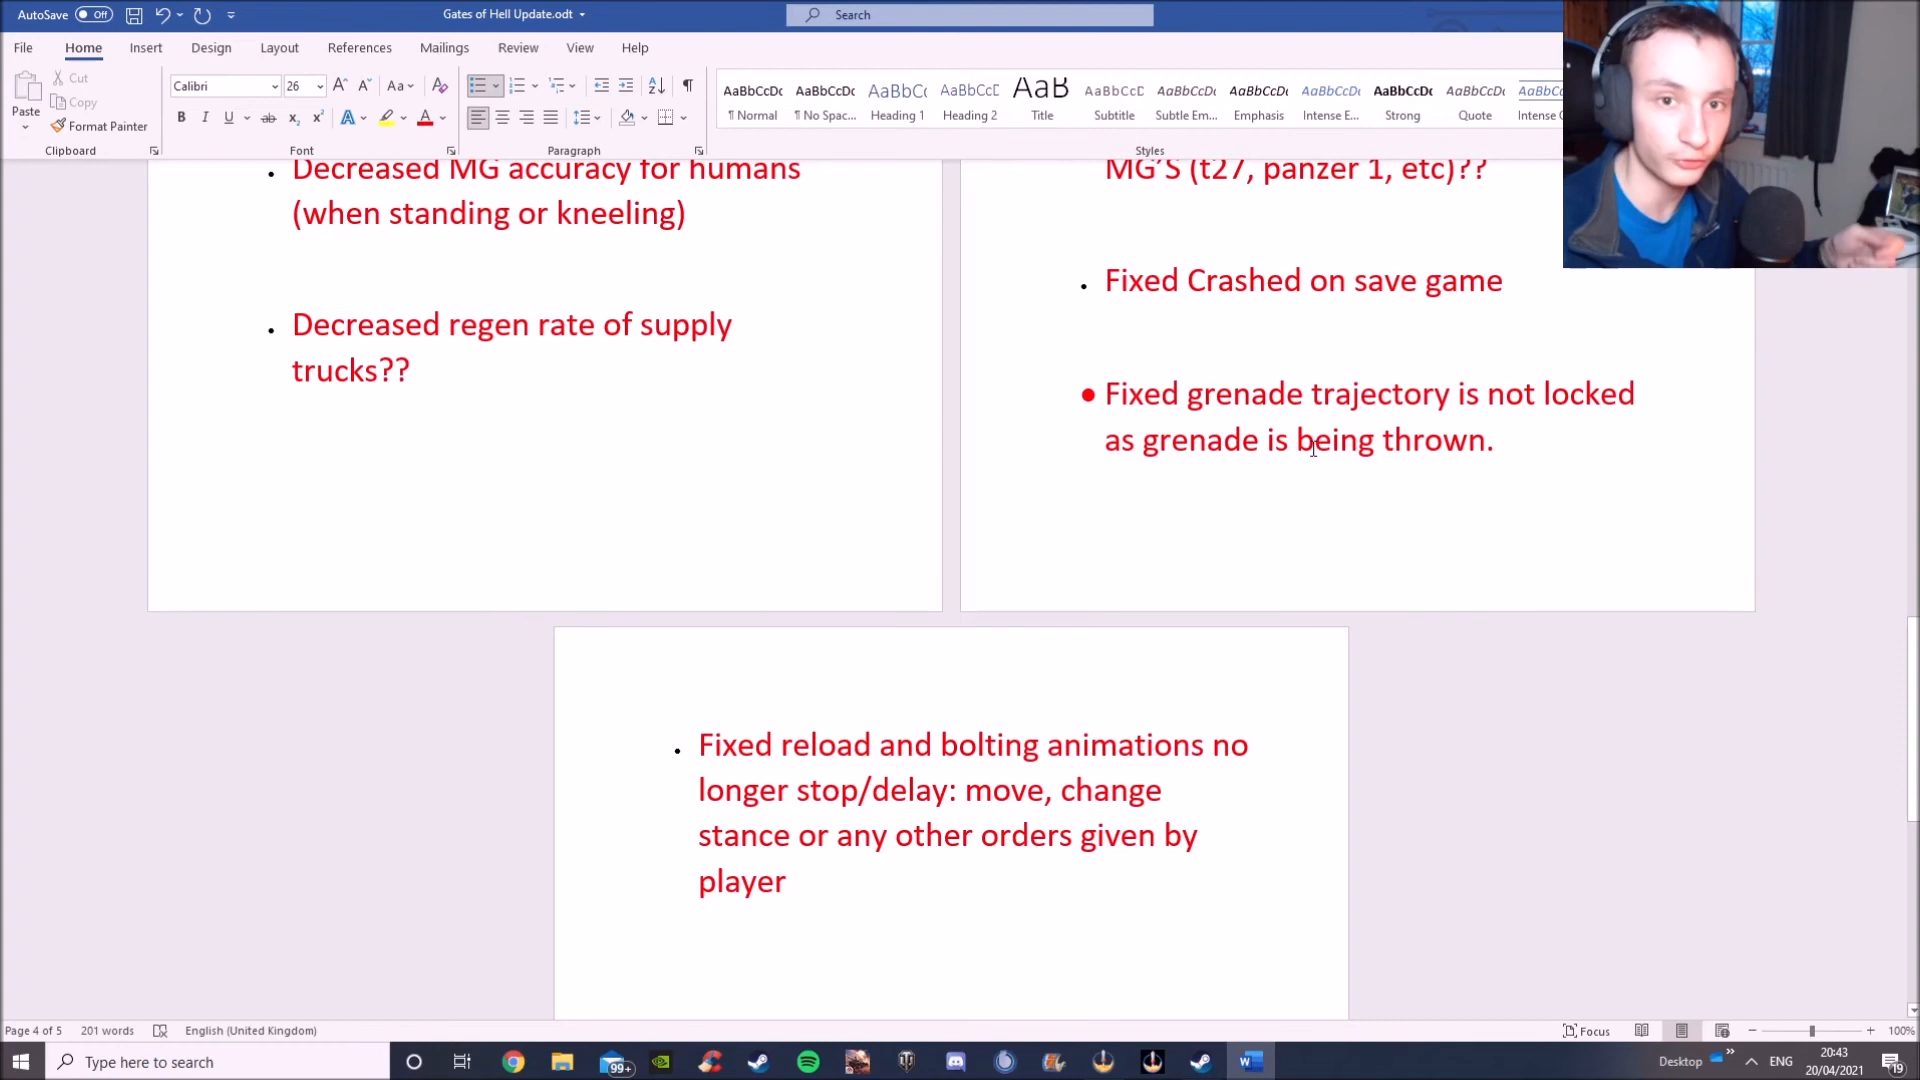 AutoSave Off Gates of Hell Update.odt Search
File Home Insert Design Layout References Mailings Review View Help
Cut
Copy
Paste
Format Painter
Calibri 26
AaBbCcDc AaBbCcDc AaBbCc AaBbCcD AaB AaBbCcD AaBbCcDc AaBbCcDc AaBbCcDc AaBbCcDc AaBbCcDc AaBbCc
¶ Normal ¶ No Spac... Heading 1 Heading 2 Title Subtitle Subtle Em... Emphasis Intense E... Strong Quote Intense
Clipboard Font Paragraph Styles
Decreased MG accuracy for humans
(when standing or kneeling)
Decreased regen rate of supply
trucks??
MG'S (t27, panzer 1, etc)??
Fixed Crashed on save game
Fixed grenade trajectory is not locked
as grenade is being thrown.
Fixed reload and bolting animations no
longer stop/delay: move, change
stance or any other orders given by
player
Page 4 of 5 201 words English (United Kingdom) Focus 100%
Type here to search 99+ Desktop ENG 20:43
20/04/2021 19